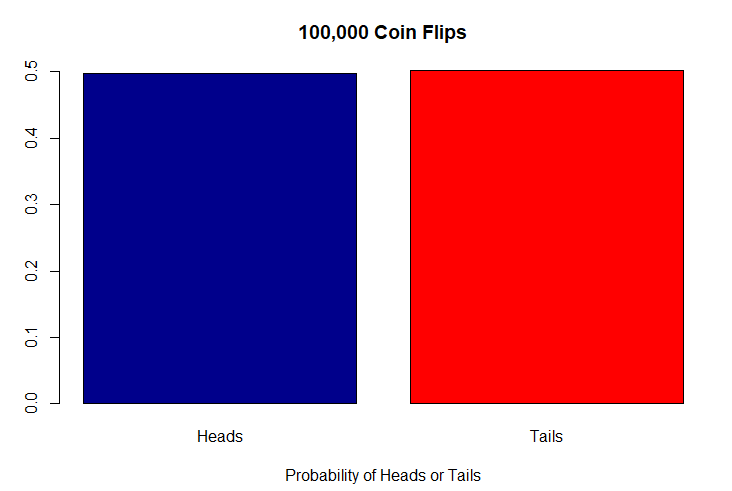 100,000 Coin Flips
0.5
0.4
0.3
0.2
0.1
0.0
Heads
Tails
Probability of Heads or Tails